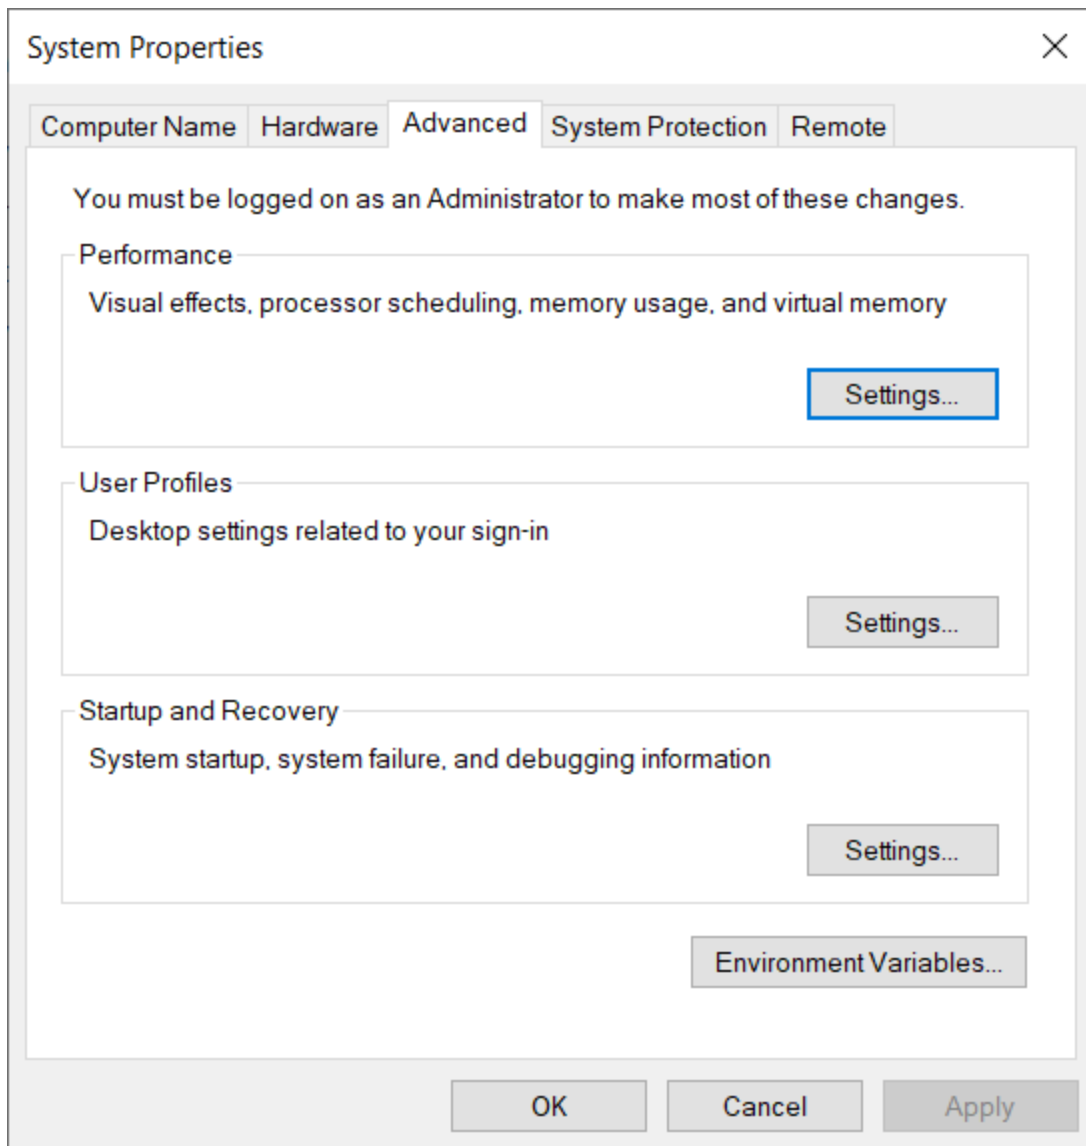 System Properties
Computer Name Hardware Advanced System Protection Remote
You must be logged on as an Administrator to make most of these changes.
Performance
Visual effects, processor scheduling, memory usage, and virtual memory
Settings...
User Profiles
Desktop settings related to your sign-in
Settings...
Startup and Recovery
System startup, system failure, and debugging information
Settings...
Environment Variables...
OK Cancel Apply